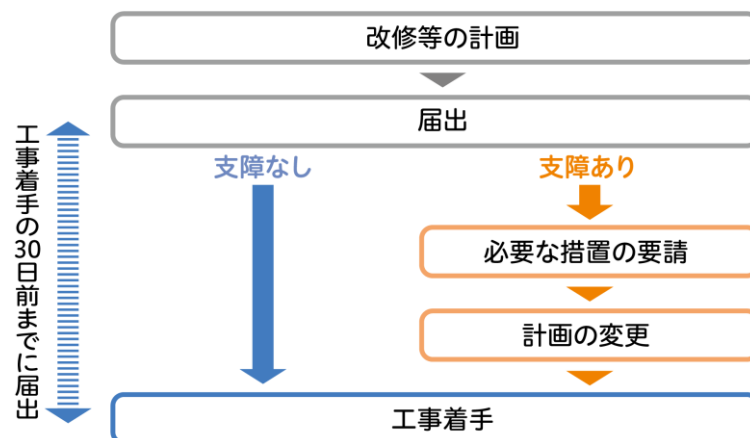 改修等の計画
届出
工事着手の30日前までに届出
支障なし
支障あり
必要な措置の要請
計画の変更
工事着手